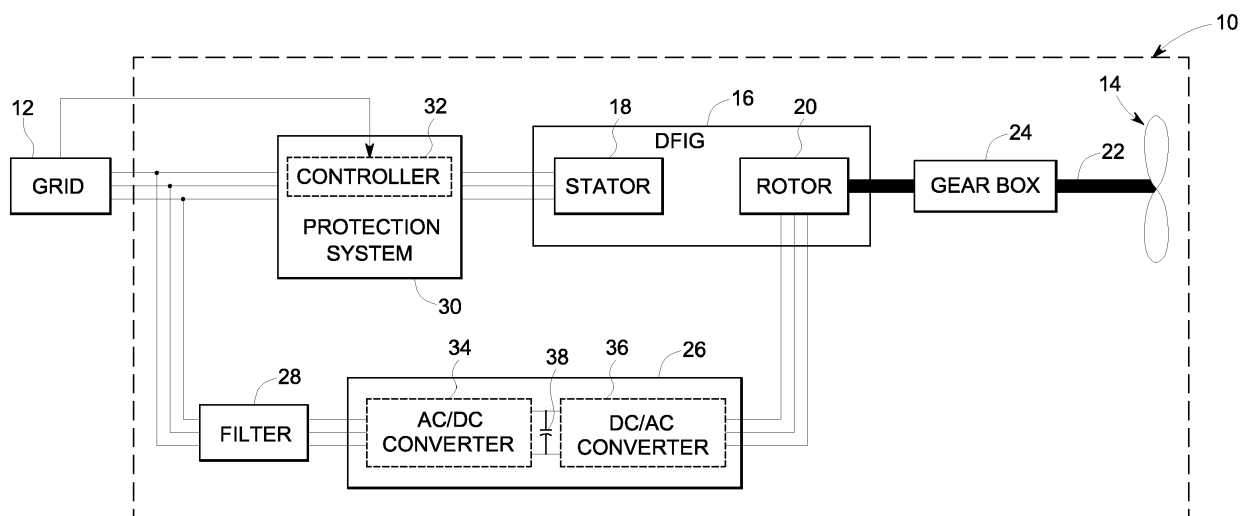 10
12
32
18
16
20
14
24
22
DFIG
GRID
CONTROLLER
STATOR
ROTOR
GEAR BOX
PROTECTION
SYSTEM
30
34
38
36
26
28
FILTER
AC/DC
CONVERTER
DC/AC
CONVERTER